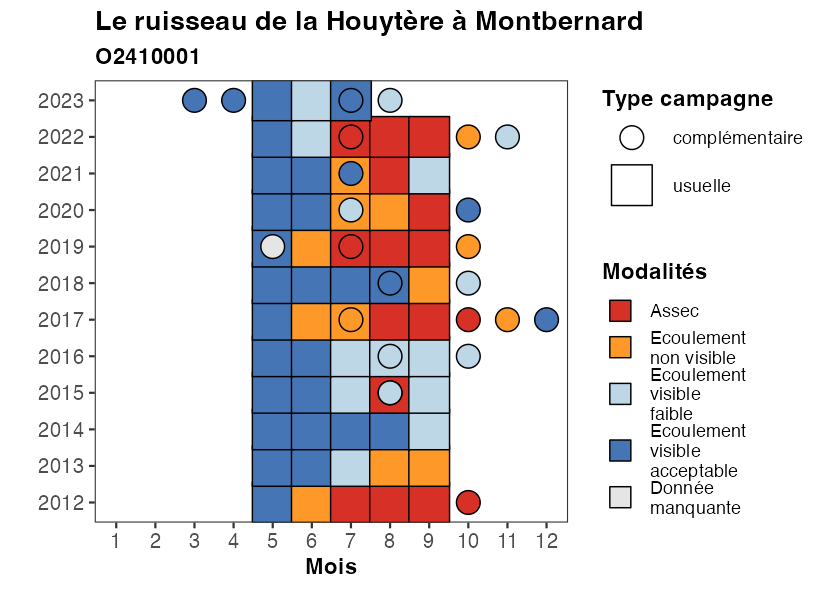 Le ruisseau de la Houytère à Montbernard
O2410001
2023
2022
2021
2020
2019
2018
2017
2016
2015
2014
2013
2012
1 2 3 4 5 6 7 8 9 10 11 12
Mois
Type campagne
complémentaire
usuelle
Modalités
Assec
Ecoulement
non visible
Ecoulement
visible
faible
Ecoulement
visible
acceptable
Donnée
manquante